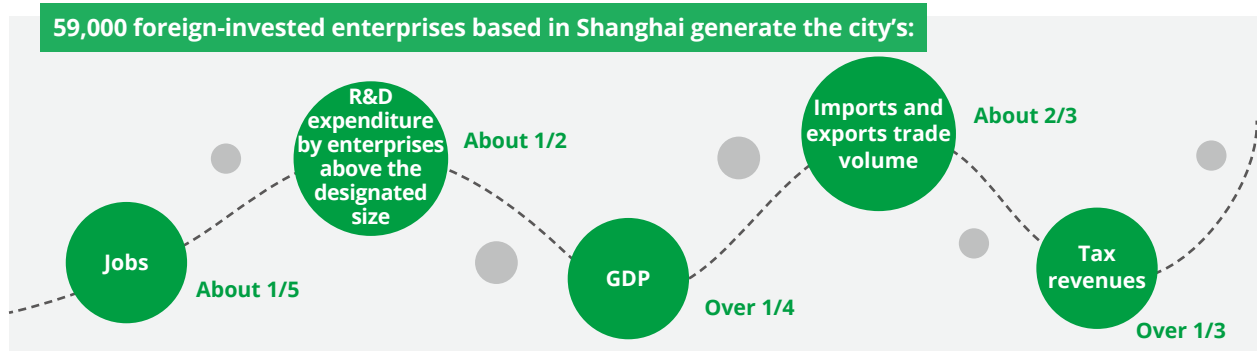 59,000 foreign-invested enterprises based in Shanghai generate the city's:
Jobs
About 1/5
R&D
expenditure
by enterprises
above the
designated
size
About 1/2
GDP
Over 1/4
Imports and
exports trade
volume
About 2/3
Tax
revenues
Over 1/3